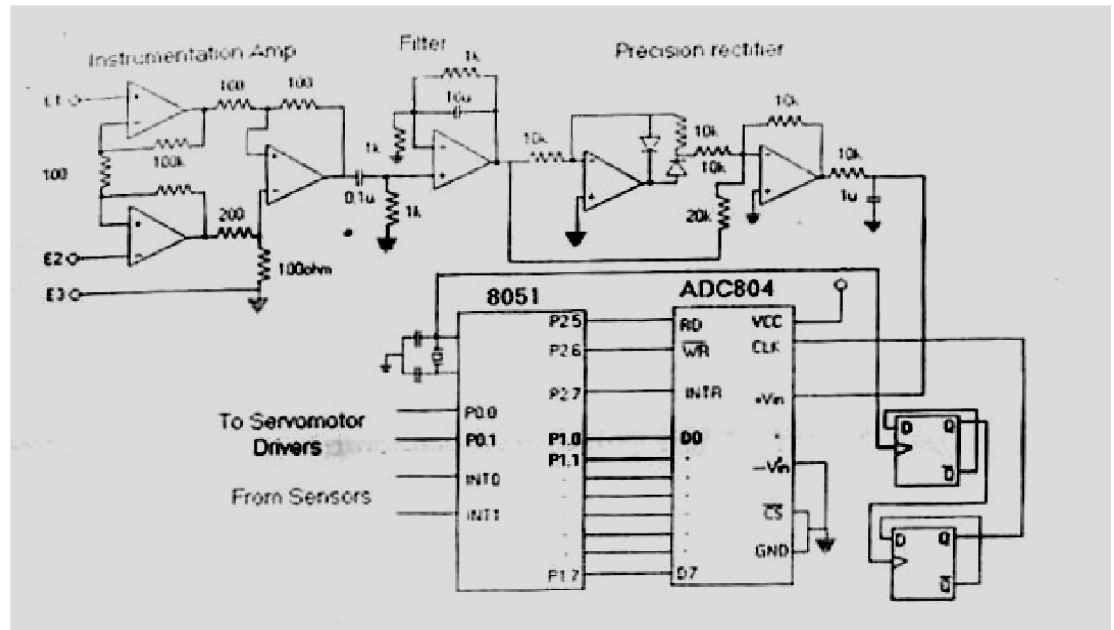 Instrumentation Amp
Filter
Precision rectifier
1k
100 100
10u
10k
E1
10k
1k
10k
100k
10k
10k
100
0.1u
1k
20k
1u
200
E2
100ohm
E3
8051
ADC804
P2.5
RD
VCC
P2.6
WR
CLK
P2.7
INTR
+Vin
To Servomotor
Drivers
P0.0
P0.1
P1.0
D0
P1.1
-Vin
D Q
Q
From Sensors
INT0
INT1
CS
GND
P1.7
D7
D Q
Q